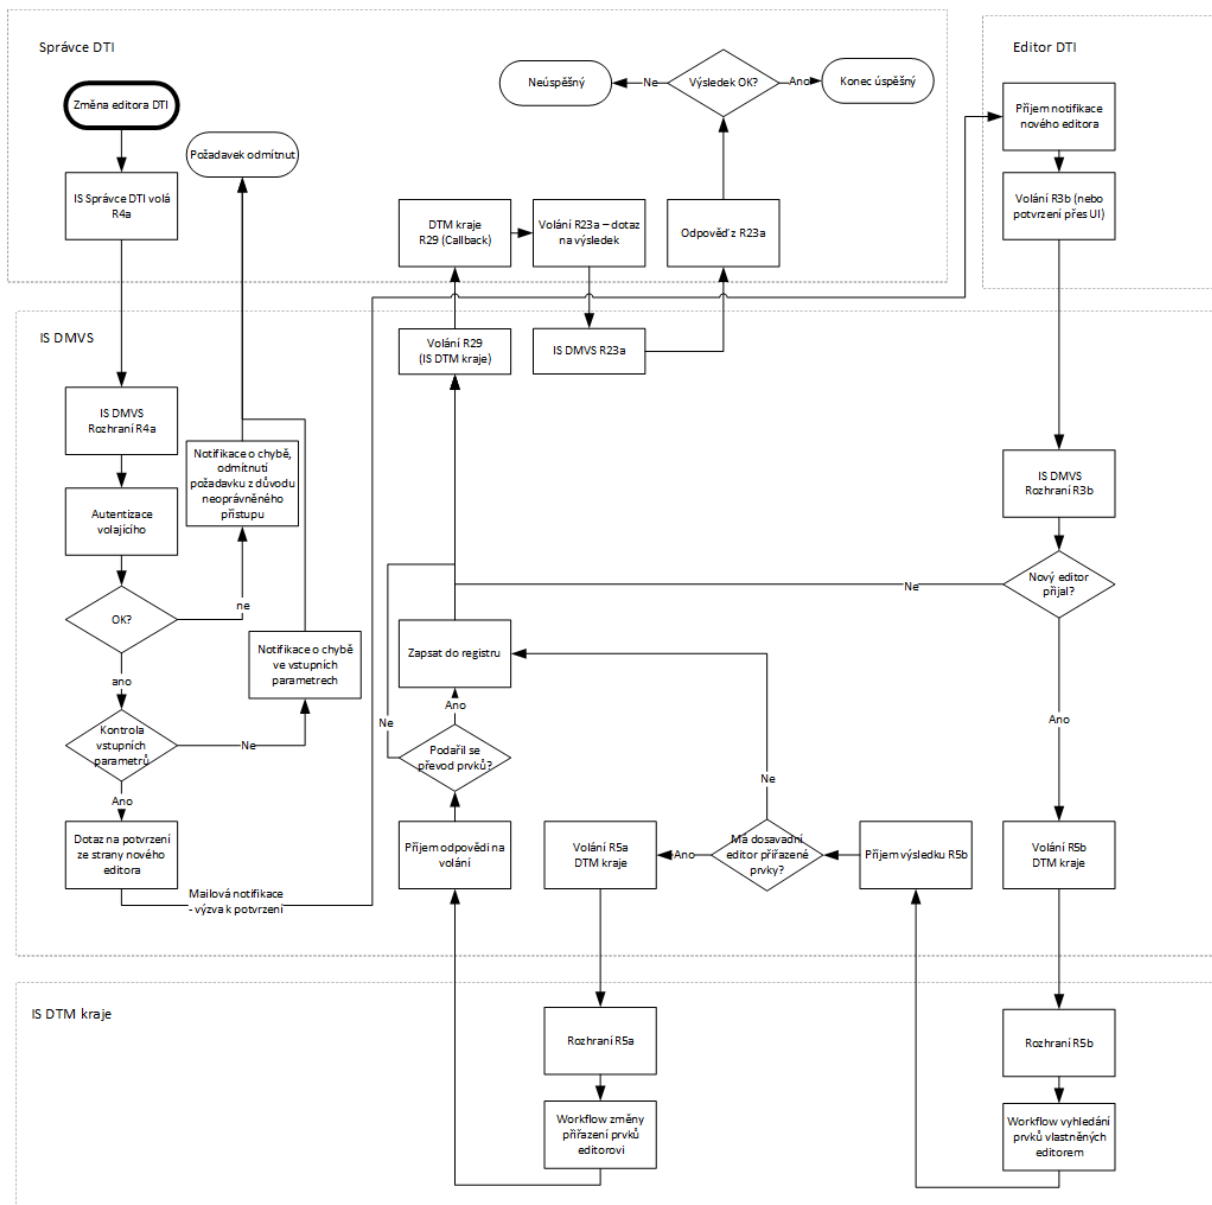 Správce DTI
Změna editora DTI
IS Správce DTI volá
R4a
Požadavek odmítnut
Neúspěšný
Ne
Výsledek OK?
Ano
Konec úspěšný
DTM kraje
R29 (Callback)
Volání R23a – dotaz
na výsledek
Odpověď z R23a
Editor DTI
Příjem notifikace
nového editora
Volání R3b (nebo
potvrzení přes UI)
IS DMVS
Volání R29
(IS DTM kraje)
IS DMVS R23a
IS DMVS
Rozhraní R4a
Autentizace
volajícího
OK?
ne
ano
Notifikace o chybě,
odmítnutí
požadavku z důvodu
neoprávněného
přístupu
Notifikace o chybě
ve vstupních
parametrech
Kontrola
vstupních
parametrů
Ne
Ano
Dotaz na potvrzení
ze strany nového
editora
Mailová notifikace
- výzva k potvrzení
IS DMVS
Rozhraní R3b
Nový editor
přijal?
Ne
Ano
Zapsat do registru
Ano
Ne
Podařil se
převod prvků?
Příjem odpovědi na
volání
Volání R5a
DTM kraje
Ano
Ne
Má dosavadní
editor přiřazené
prvky?
Příjem výsledku R5b
Volání R5b
DTM kraje
IS DTM kraje
Rozhraní R5a
Workflow změny
přiřazení prvků
editorovi
Rozhraní R5b
Workflow vyhledání
prvků vlastněných
editorem